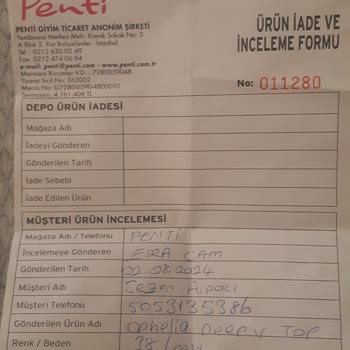 Penti
PENTİ GİYİM TİCARET ANONİM ŞİRKETİ
Yenibosna Merkez Mah. Kavak Sokak No: 3
A Blok 5. Kat Bahçelievler - İstanbul
Tel : 0212 630 02 49
Fax: 0212 474 06 84
e.mail: penti@penti.com - www.penti.com.tr
Marmara Kurumlar V.D. : 7280059048
Ticaret Sicil No: 363002
Mersis No: 0-7280-0590-4800092
Sermayesi: 4.161.404 TL
ÜRÜN İADE VE
İNCELEME FORMU
No: 011280
DEPO ÜRÜN İADESİ
Mağaza Adı
İadeyi Gönderen
Gönderilen Tarih
İade Sebebi
İade Edilen Ürün
MÜŞTERİ ÜRÜN İNCELEMESİ
Mağaza Adı / Telefonu PENTİ
İncelemeye Gönderen ESRA CAM
Gönderilen Tarih 02.08.2024
Müşteri Adı Sezen
Müşteri Telefonu 5053135386
Gönderilen Ürün Adı Ophelia Deep V Top
Renk / Beden 38 /